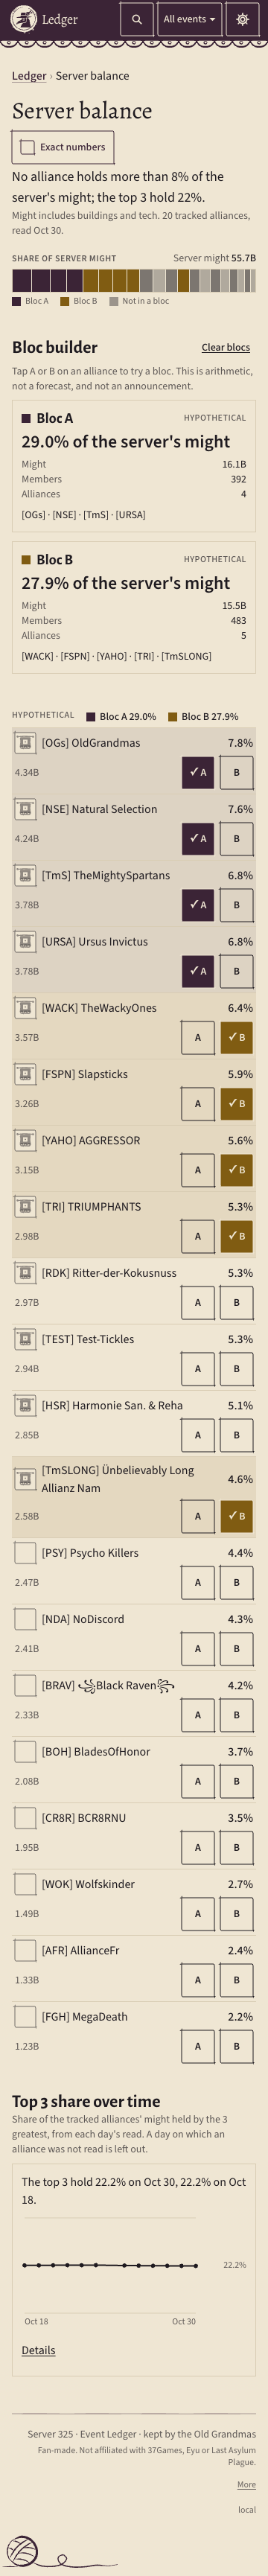 Ledger
All events
Ledger › Server balance
Server balance
Exact numbers
No alliance holds more than 8% of the
server's might; the top 3 hold 22%.
Might includes buildings and tech. 20 tracked alliances,
read Oct 30.
SHARE OF SERVER MIGHT
Server might 55.7B
Bloc A
Bloc B
Not in a bloc
Bloc builder
Clear blocs
Tap A or B on an alliance to try a bloc. This is arithmetic,
not a forecast, and not an announcement.
Bloc A
HYPOTHETICAL
29.0% of the server's might
Might 16.1B
Members 392
Alliances 4
[OGs] · [NSE] · [TmS] · [URSA]
Bloc B
HYPOTHETICAL
27.9% of the server's might
Might 15.5B
Members 483
Alliances 5
[WACK] · [FSPN] · [YAHO] · [TRI] · [TmSLONG]
HYPOTHETICAL
Bloc A 29.0%
Bloc B 27.9%
[OGs] OldGrandmas 7.8%
4.34B ✓ A B
[NSE] Natural Selection 7.6%
4.24B ✓ A B
[TmS] TheMightySpartans 6.8%
3.78B ✓ A B
[URSA] Ursus Invictus 6.8%
3.78B ✓ A B
[WACK] TheWackyOnes 6.4%
3.57B A ✓ B
[FSPN] Slapsticks 5.9%
3.26B A ✓ B
[YAHO] AGGRESSOR 5.6%
3.15B A ✓ B
[TRI] TRIUMPHANTS 5.3%
2.98B A ✓ B
[RDK] Ritter-der-Kokusnuss 5.3%
2.97B A B
[TEST] Test-Tickles 5.3%
2.94B A B
[HSR] Harmonie San. & Reha 5.1%
2.85B A B
[TmSLONG] Ünbelievably Long
Allianz Nam 4.6%
2.58B A ✓ B
[PSY] Psycho Killers 4.4%
2.47B A B
[NDA] NoDiscord 4.3%
2.41B A B
[BRAV] ꧁Black Raven꧂ 4.2%
2.33B A B
[BOH] BladesOfHonor 3.7%
2.08B A B
[CR8R] BCR8RNU 3.5%
1.95B A B
[WOK] Wolfskinder 2.7%
1.49B A B
[AFR] AllianceFr 2.4%
1.33B A B
[FGH] MegaDeath 2.2%
1.23B A B
Top 3 share over time
Share of the tracked alliances' might held by the 3
greatest, from each day's read. A day on which an
alliance was not read is left out.
The top 3 hold 22.2% on Oct 30, 22.2% on Oct
18.
22.2%
Oct 18
Oct 30
Details
Server 325 · Event Ledger · kept by the Old Grandmas
Fan-made. Not affiliated with 37Games, Eyu or Last Asylum
Plague.
More
local